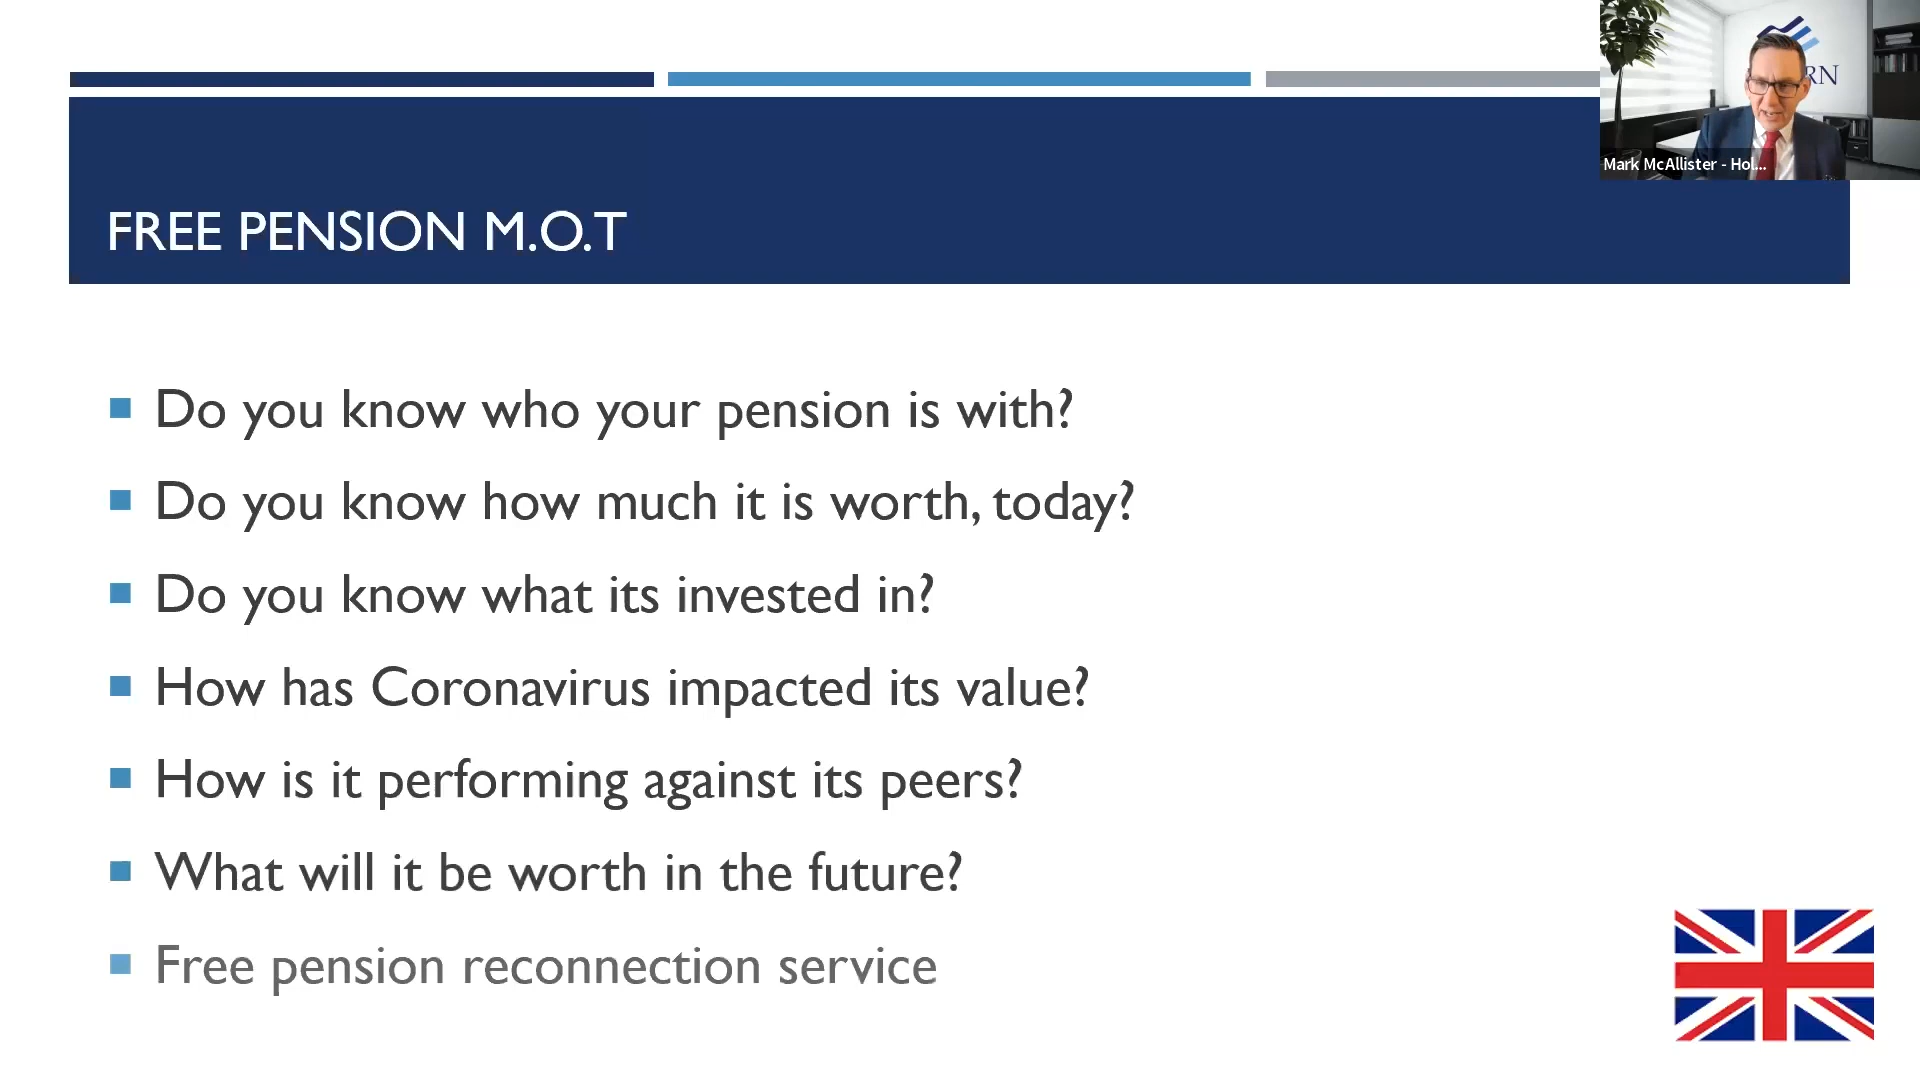 RN
Mark McAllister - Hol...
FREE PENSION M.O.T
Do you know who your pension is with?
Do you know how much it is worth, today?
Do you know what its invested in?
How has Coronavirus impacted its value?
How is it performing against its peers?
What will it be worth in the future?
Free pension reconnection service